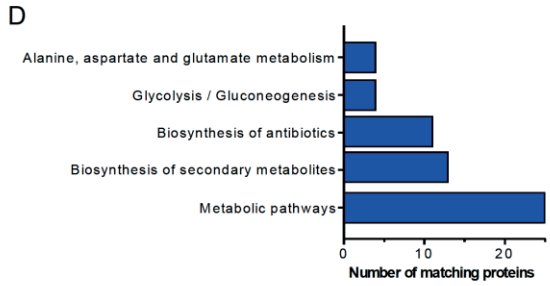 D
Alanine, aspartate and glutamate metabolism
Glycolysis / Gluconeogenesis
Biosynthesis of antibiotics
Biosynthesis of secondary metabolites
Metabolic pathways
0 10 20
Number of matching proteins